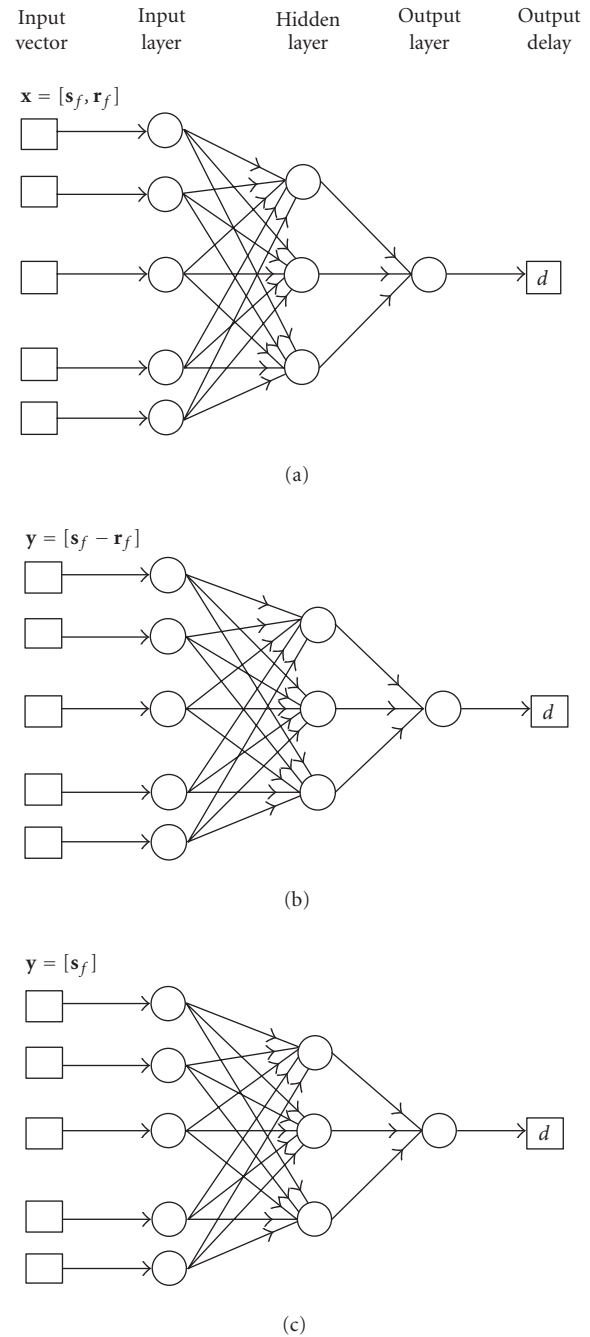 Input vector
Input layer
Hidden layer
Output layer
Output delay
x = [s_f, r_f]
d
(a)
y = [s_f − r_f]
d
(b)
y = [s_f]
d
(c)